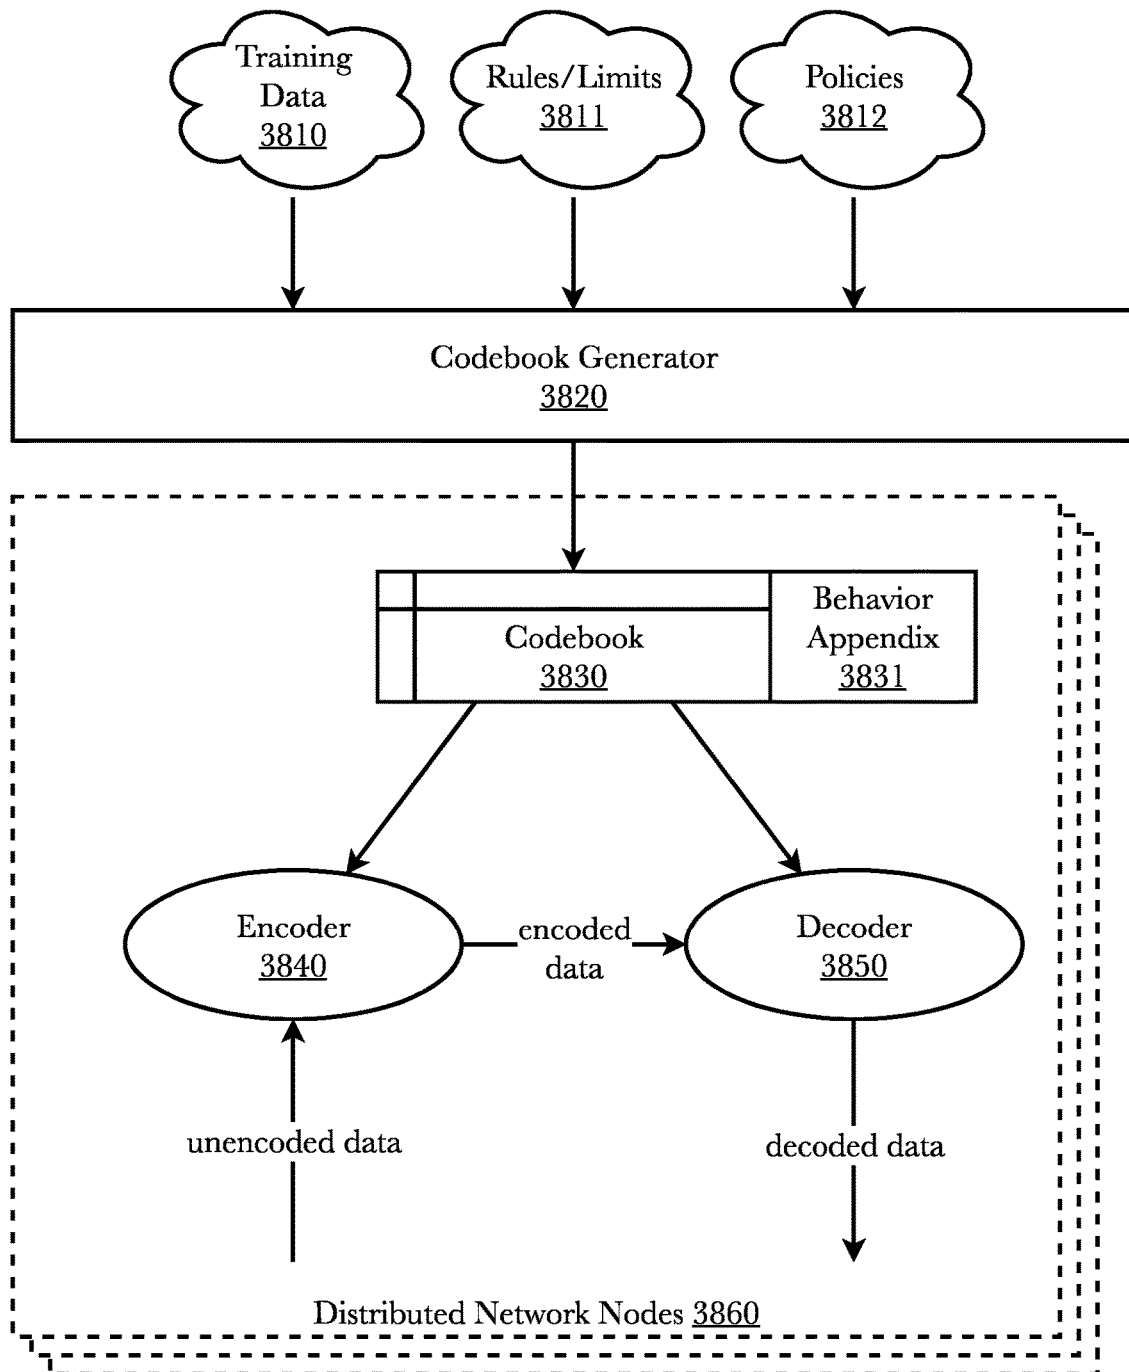 Training
Data
3810
Rules/Limits
3811
Policies
3812
Codebook Generator
3820
Codebook
3830
Behavior
Appendix
3831
Encoder
3840
encoded
data
Decoder
3850
unencoded data
decoded data
Distributed Network Nodes 3860